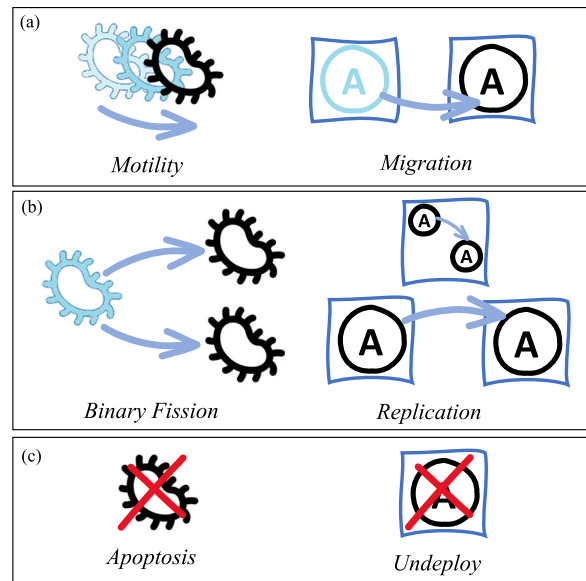 (a)
A A
Motility Migration
(b)
A
A
A A
Binary Fission Replication
(c)
A
Apoptosis Undeploy